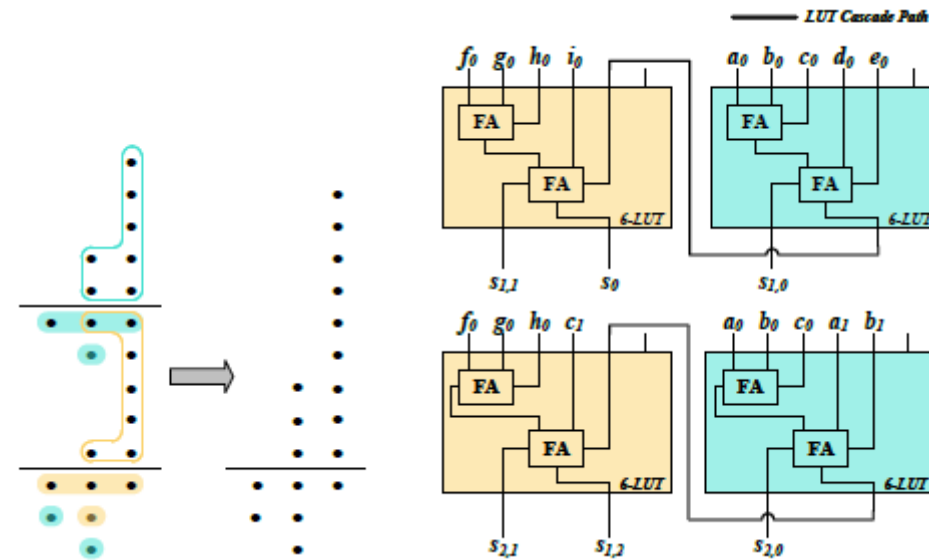 LUT Cascade Path
f0 g0 h0 i0 a0 b0 c0 d0 e0
FA FA
FA FA
6-LUT 6-LUT
s1,1 s0 s1,0
f0 g0 h0 c1 a0 b0 c0 a1 b1
FA FA
FA FA
6-LUT 6-LUT
s2,1 s1,2 s2,0